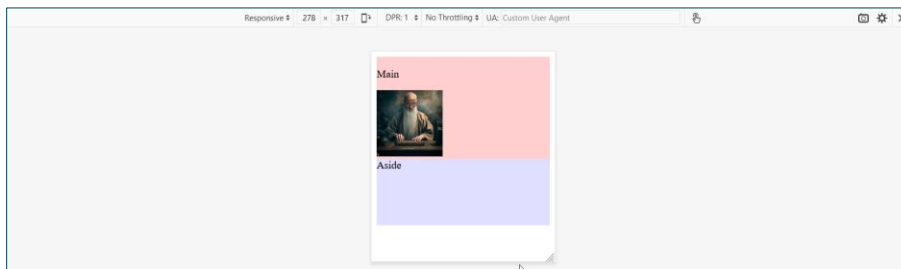 Responsive 278 × 317 DPR: 1 No Throttling UA: Custom User Agent
Main
Aside